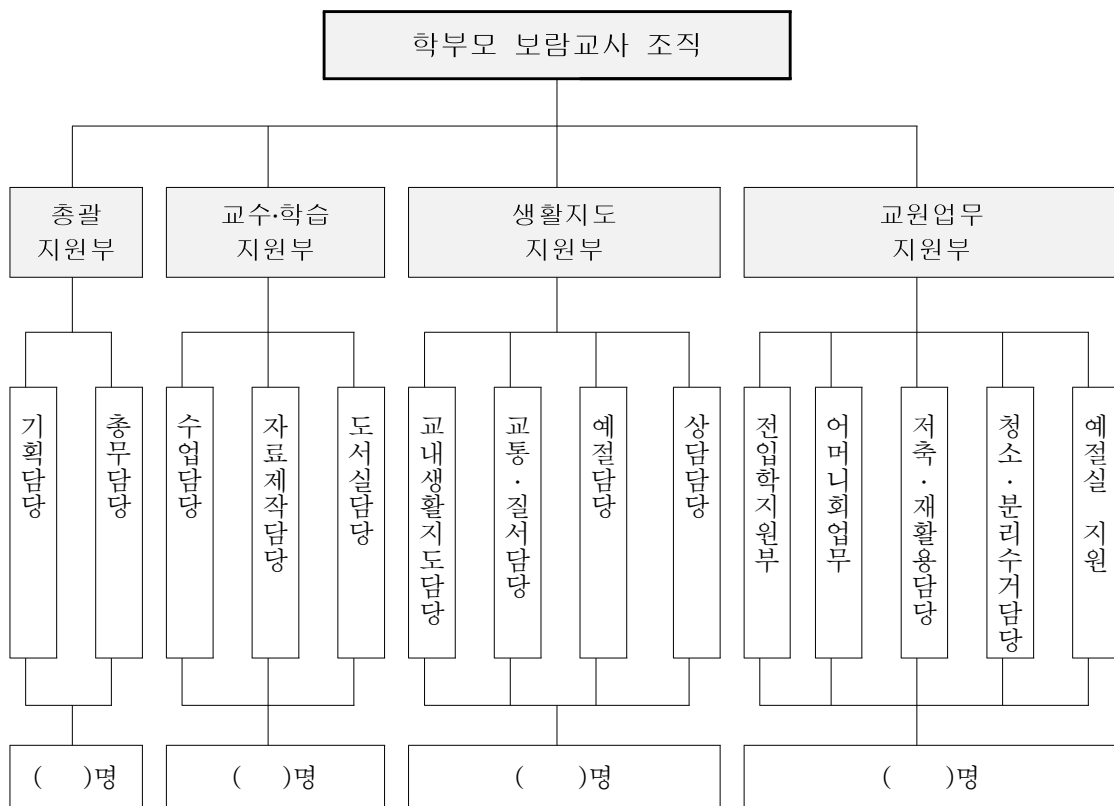 학부모 보람교사 조직
총괄
지원부
교수·학습
지원부
생활지도
지원부
교원업무
지원부
기획담당
총무담당
수업담당
자료제작담당
도서실담당
교내생활지도담당
교통·질서담당
예절담당
상담담당
전입학지원부
어머니회업무
저축·재활용담당
청소·분리수거담당
예절실 지원
( )명
( )명
( )명
( )명